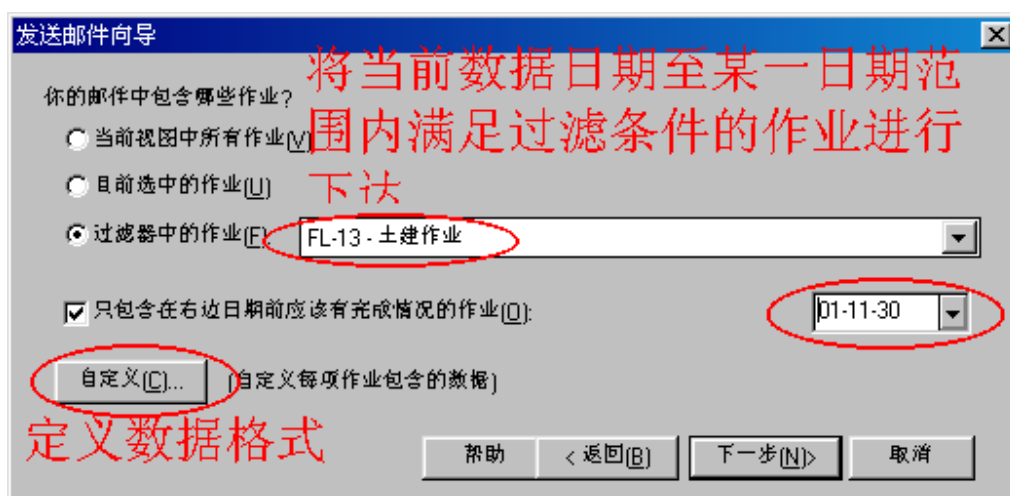 发送邮件向导
将当前数据日期至某一日期范
围内满足过滤条件的作业进行
下达
你的邮件中包含哪些作业?
当前视图中所有作业(V)
目前选中的作业(U)
过滤器中的作业(F):
FL-13 - 土建作业
只包含在右边日期前应该有完成情况的作业(O):
01-11-30
自定义(C)...
(自定义每项作业包含的数据)
定义数据格式
帮助
< 返回(B)
下一步(N)>
取消